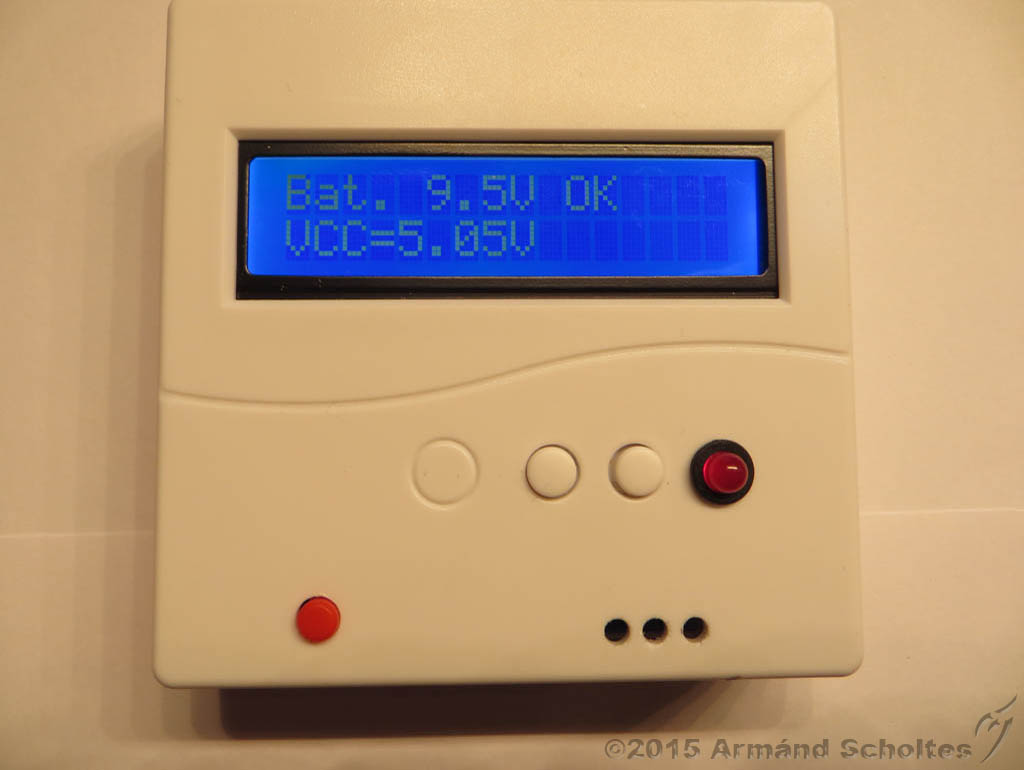 Bat. 9.5V OK
VCC=5.05V
©2015 Armánd Scholtes